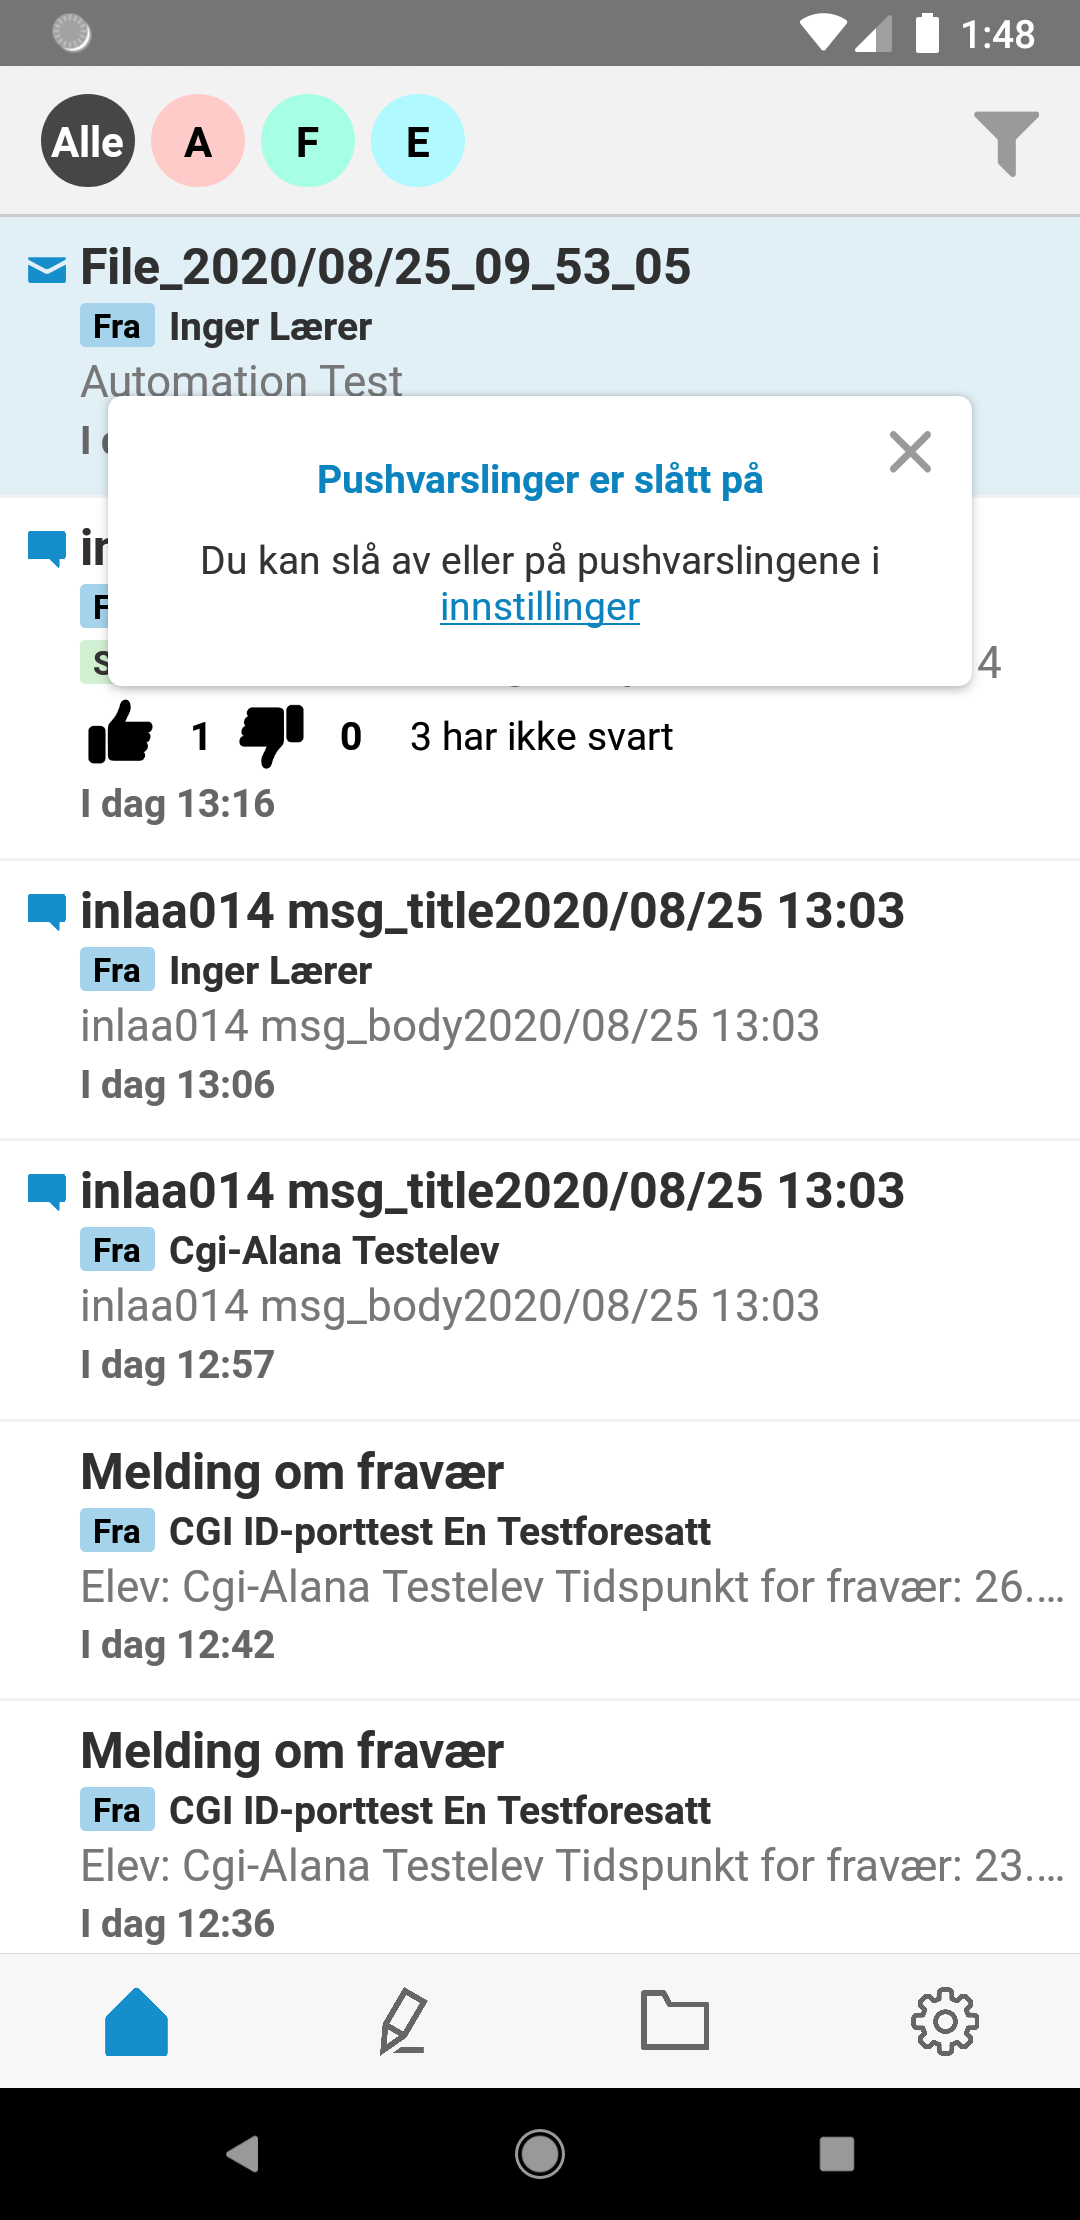 1:48
Alle A F E
File_2020/08/25_09_53_05
Fra Inger Lærer
Automation Test
I
Pushvarslinger er slått på
Du kan slå av eller på pushvarslingene i
innstillinger
4
1 0 3 har ikke svart
I dag 13:16
inlaa014 msg_title2020/08/25 13:03
Fra Inger Lærer
inlaa014 msg_body2020/08/25 13:03
I dag 13:06
inlaa014 msg_title2020/08/25 13:03
Fra Cgi-Alana Testelev
inlaa014 msg_body2020/08/25 13:03
I dag 12:57
Melding om fravær
Fra CGI ID-porttest En Testforesatt
Elev: Cgi-Alana Testelev Tidspunkt for fravær: 26....
I dag 12:42
Melding om fravær
Fra CGI ID-porttest En Testforesatt
Elev: Cgi-Alana Testelev Tidspunkt for fravær: 23....
I dag 12:36